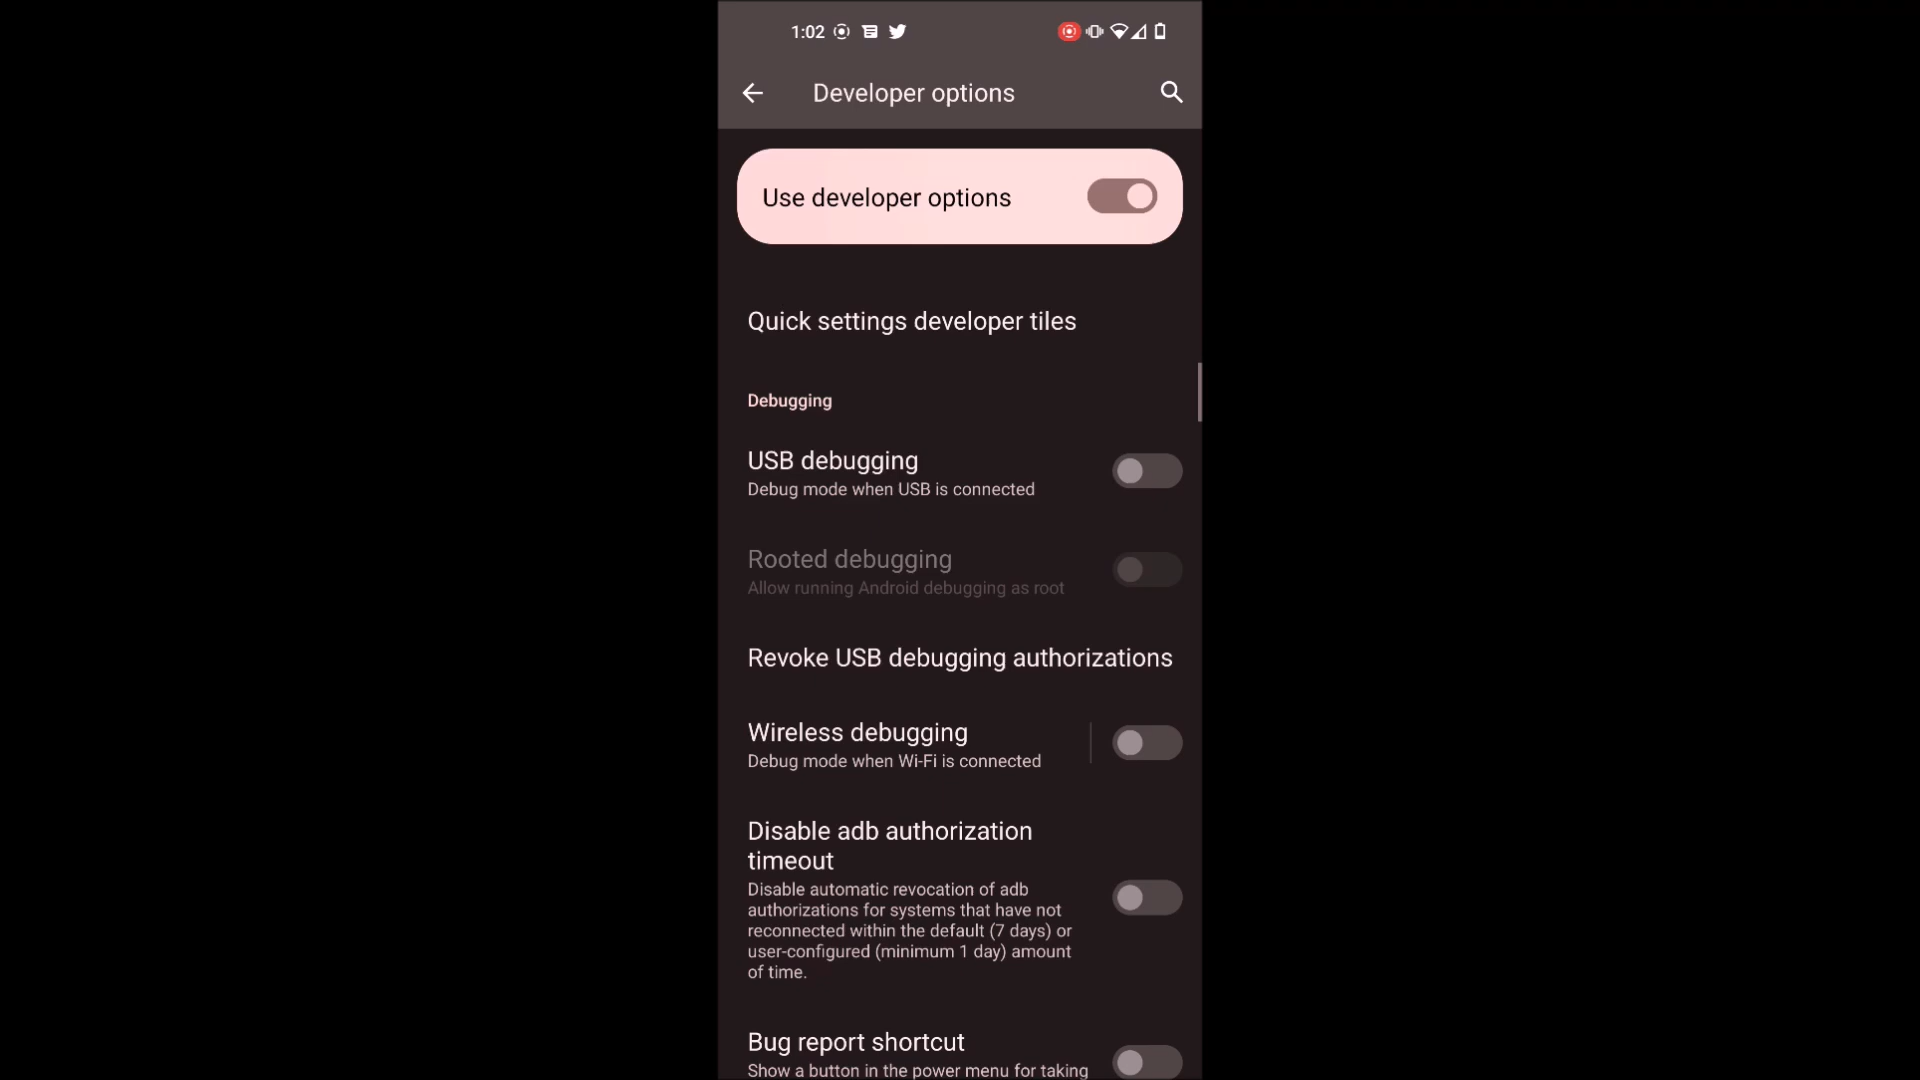 1:02
Developer options
Use developer options
Quick settings developer tiles
Debugging
USB debugging
Debug mode when USB is connected
Rooted debugging
Allow running Android debugging as root
Revoke USB debugging authorizations
Wireless debugging
Debug mode when Wi-Fi is connected
Disable adb authorization
timeout
Disable automatic revocation of adb
authorizations for systems that have not
reconnected within the default (7 days) or
user-configured (minimum 1 day) amount
of time.
Bug report shortcut
Show a button in the power menu for taking